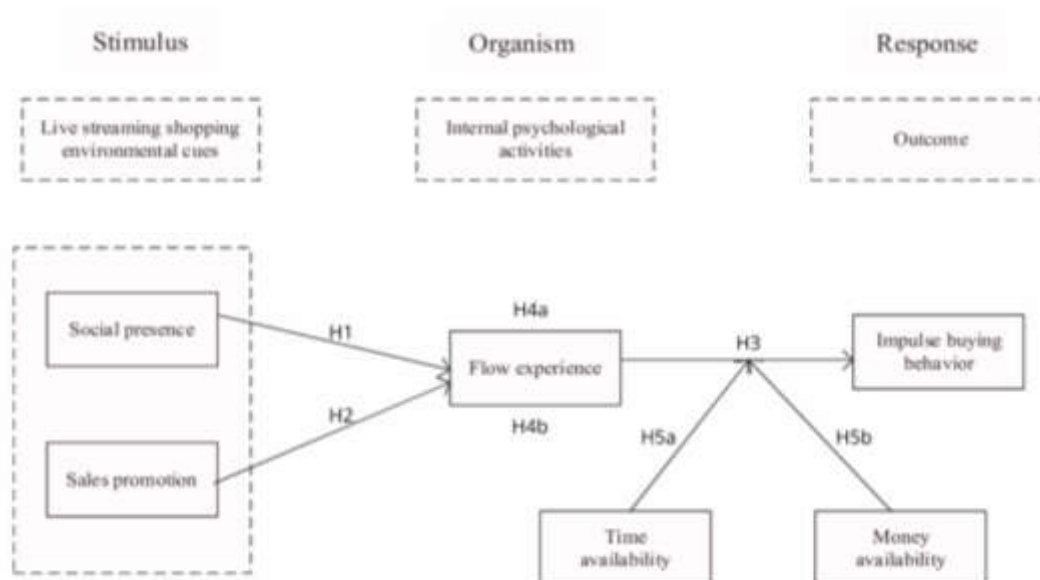 Stimulus
Organism
Response
Live streaming shopping
environmental cues
Internal psychological
activities
Outcome
Social presence
H1
H4a
Flow experience
H3
Impulse buying
behavior
H2
H4b
H5a
H5b
Sales promotion
Time
availability
Money
availability